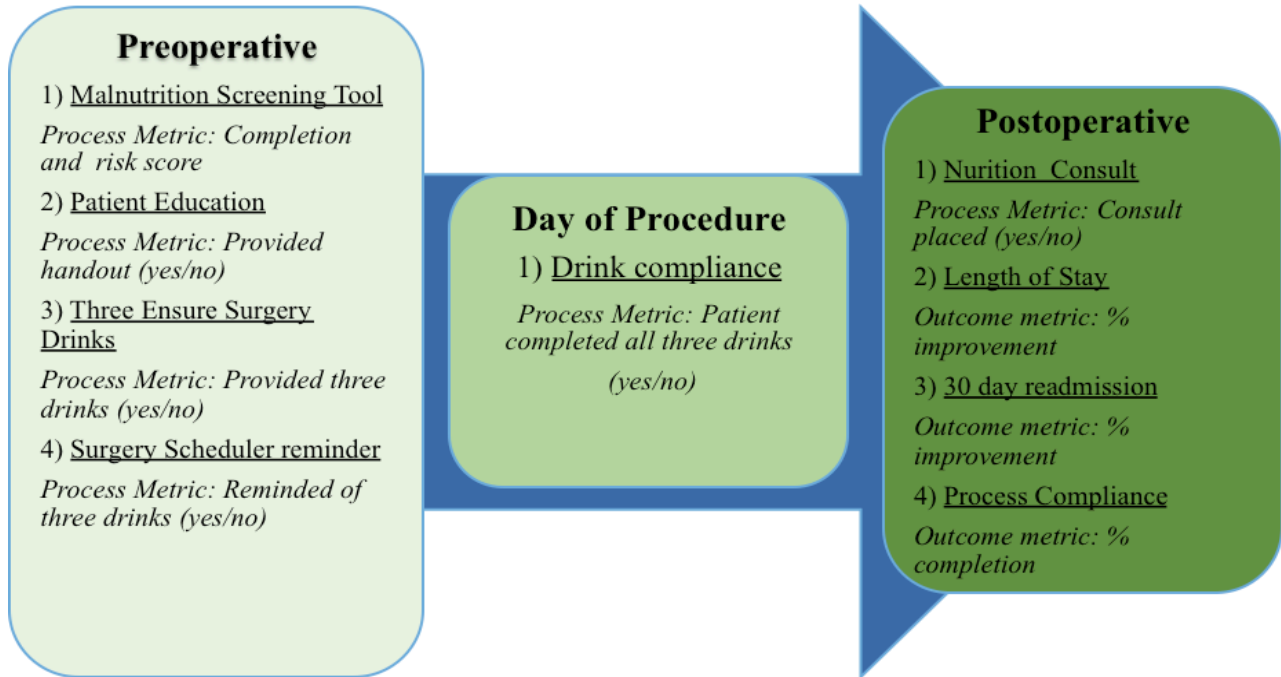 Preoperative
1) Malnutrition Screening Tool
Process Metric: Completion
and risk score
2) Patient Education
Process Metric: Provided
handout (yes/no)
3) Three Ensure Surgery
Drinks
Process Metric: Provided three
drinks (yes/no)
4) Surgery Scheduler reminder
Process Metric: Reminded of
three drinks (yes/no)
Day of Procedure
1) Drink compliance
Process Metric: Patient
completed all three drinks
(yes/no)
Postoperative
1) Nurition Consult
Process Metric: Consult
placed (yes/no)
2) Length of Stay
Outcome metric: %
improvement
3) 30 day readmission
Outcome metric: %
improvement
4) Process Compliance
Outcome metric: %
completion